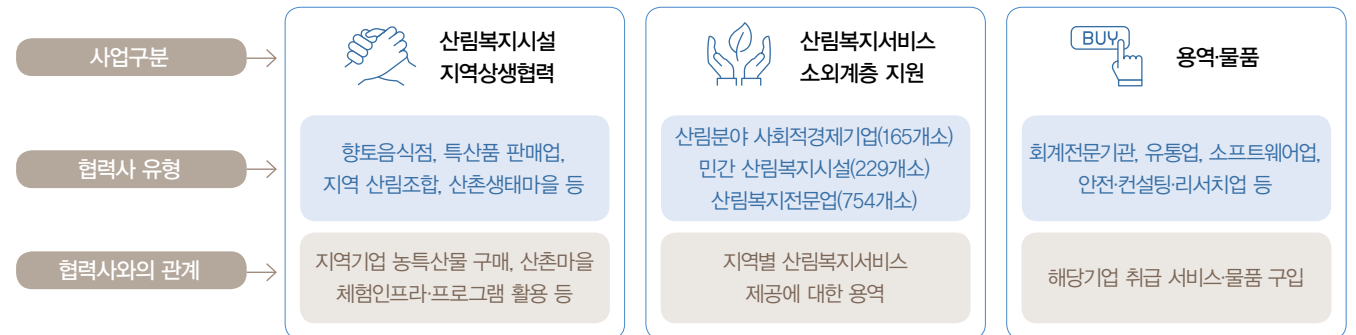 사업구분
산림복지시설
지역상생협력
산림복지서비스
소외계층 지원
BUY
용역·물품
협력사 유형
향토음식점, 특산품 판매업,
지역 산림조합, 산촌생태마을 등
산림분야 사회적경제기업(165개소)
민간 산림복지시설(229개소)
산림복지전문업(754개소)
회계전문기관, 유통업, 소프트웨어업,
안전·컨설팅·리서치업 등
협력사와의 관계
지역기업 농특산물 구매, 산촌마을
체험인프라·프로그램 활용 등
지역별 산림복지서비스
제공에 대한 용역
해당기업 취급 서비스·물품 구입